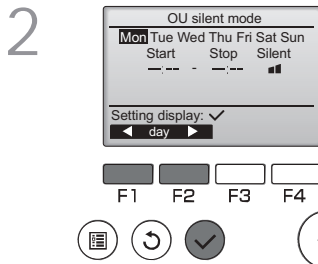 2
OU silent mode
Mon Tue Wed Thu Fri Sat Sun
Start Stop Silent
--:-- - --:--
Setting display: ✓
◀ day ▶
F1 F2 F3 F4